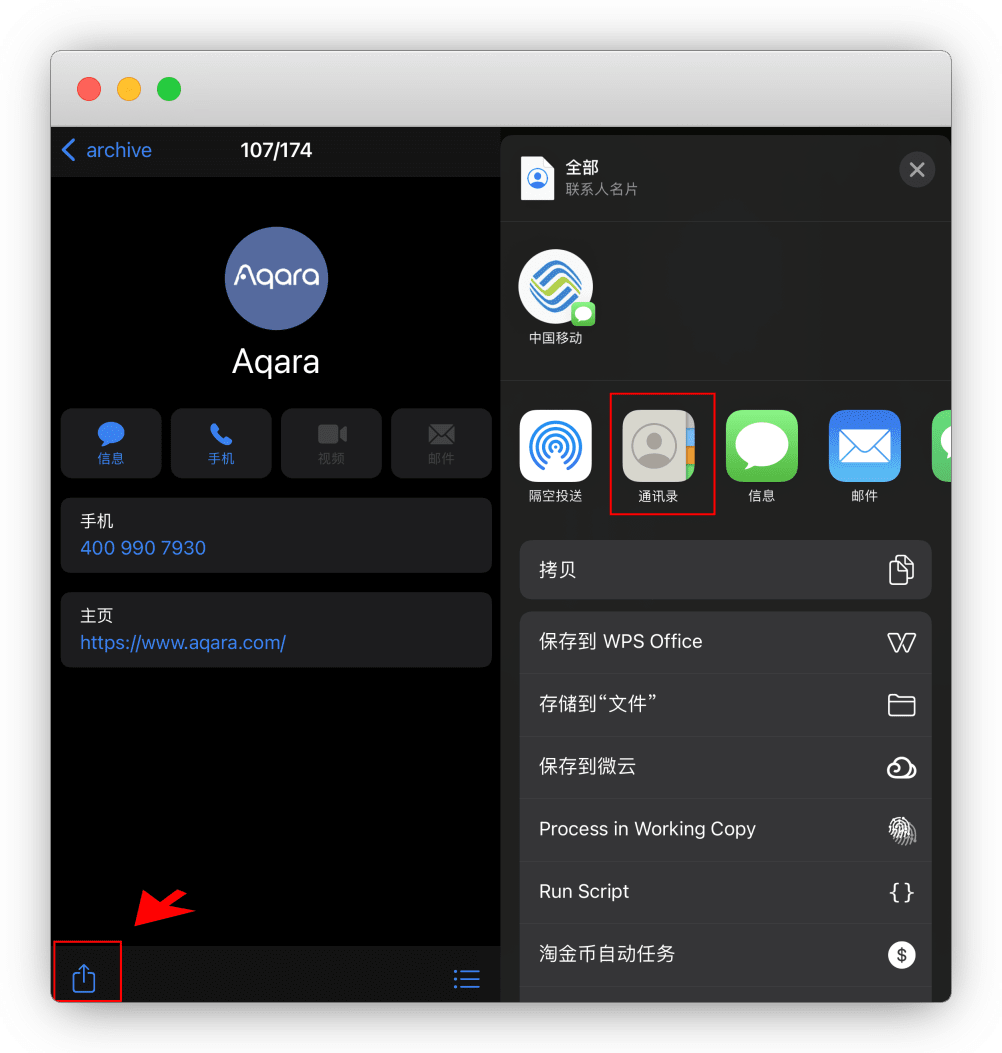 archive
107/174
Aqara
Aqara
信息
手机
视频
邮件
手机
400 990 7930
主页
https://www.aqara.com/
全部
联系人名片
中国移动
隔空投送
通讯录
信息
邮件
拷贝
保存到 WPS Office
存储到“文件”
保存到微云
Process in Working Copy
Run Script
{ }
淘金币自动任务
$